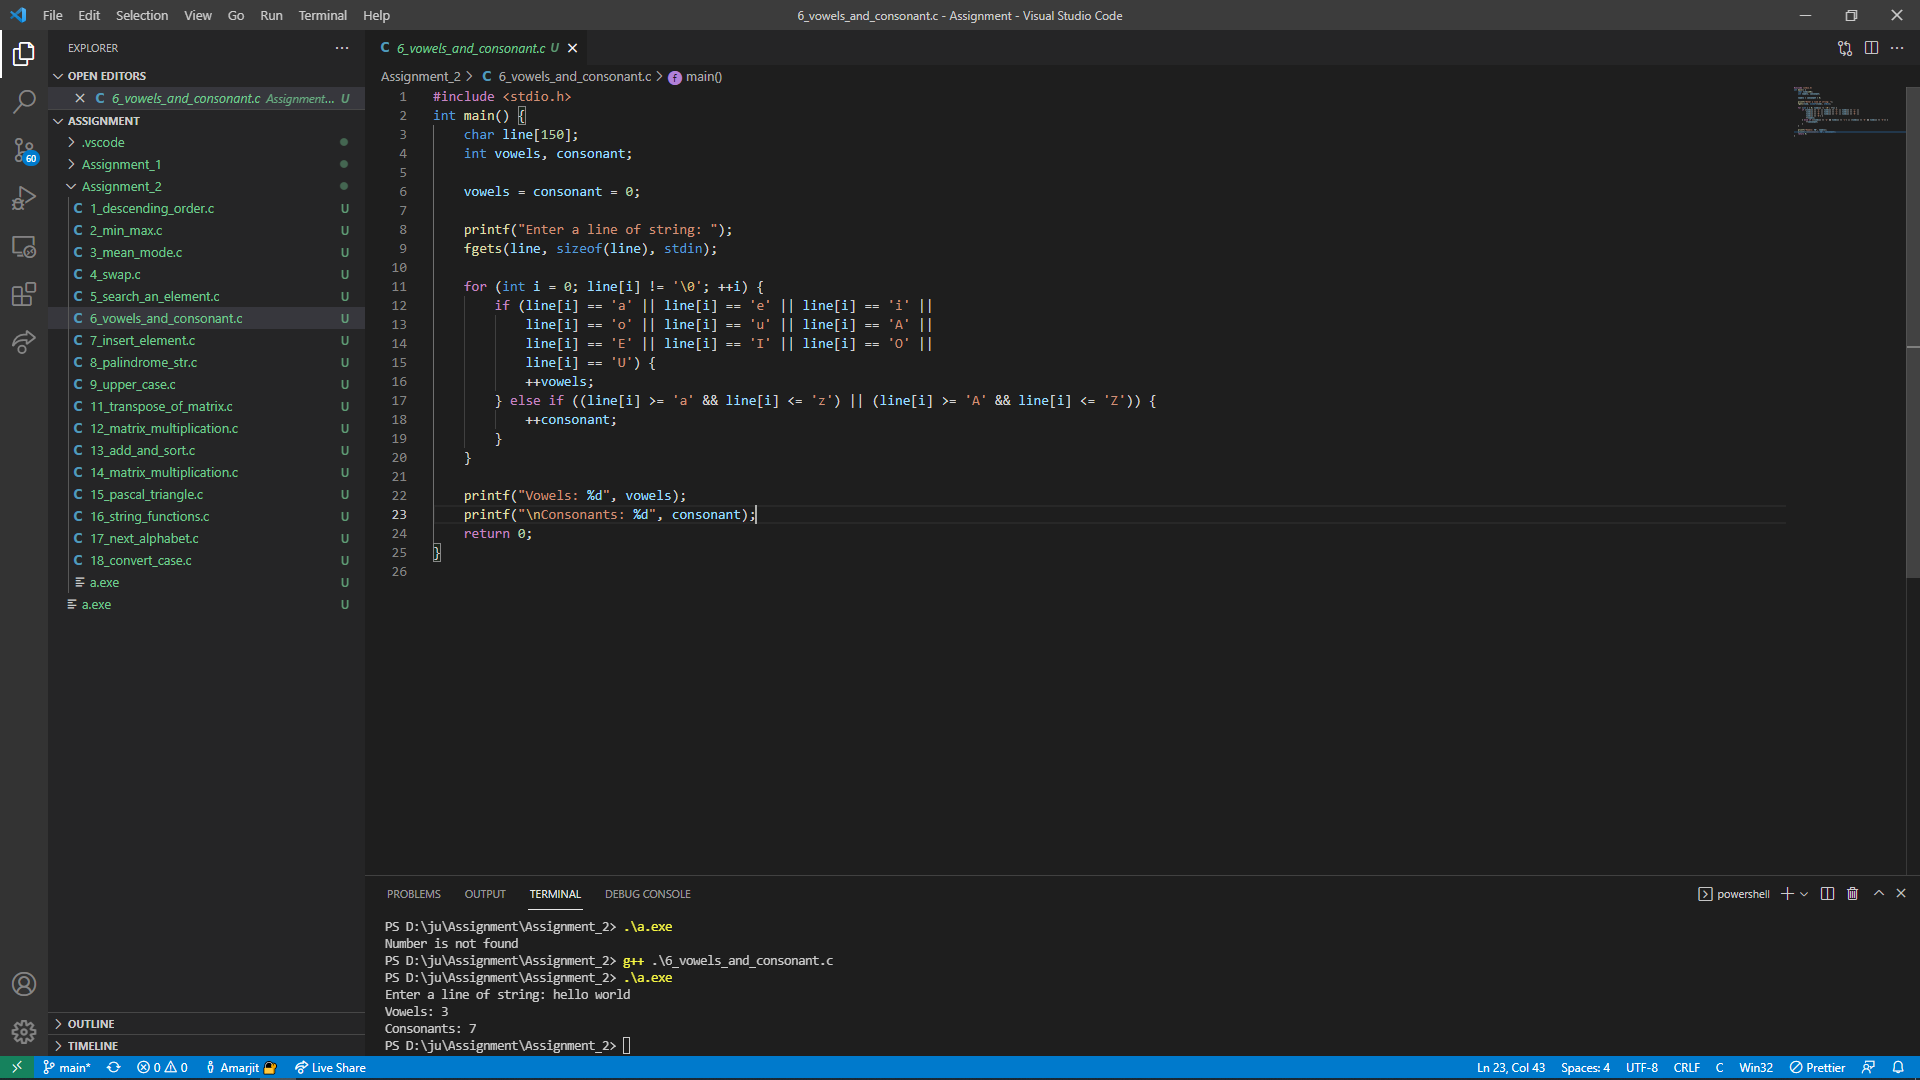 File Edit Selection View Go Run Terminal Help
6_vowels_and_consonant.c - Assignment - Visual Studio Code
EXPLORER
OPEN EDITORS
C 6_vowels_and_consonant.c Assignment... U
ASSIGNMENT
.vscode
Assignment_1
Assignment_2
C 1_descending_order.c U
C 2_min_max.c U
C 3_mean_mode.c U
C 4_swap.c U
C 5_search_an_element.c U
C 6_vowels_and_consonant.c U
C 7_insert_element.c U
C 8_palindrome_str.c U
C 9_upper_case.c U
C 11_transpose_of_matrix.c U
C 12_matrix_multiplication.c U
C 13_add_and_sort.c U
C 14_matrix_multiplication.c U
C 15_pascal_triangle.c U
C 16_string_functions.c U
C 17_next_alphabet.c U
C 18_convert_case.c U
a.exe U
a.exe U
OUTLINE
TIMELINE
60
C 6_vowels_and_consonant.c U
Assignment_2 > C 6_vowels_and_consonant.c > f main()
1 #include <stdio.h>
2 int main() {
3 char line[150];
4 int vowels, consonant;
5
6 vowels = consonant = 0;
7
8 printf("Enter a line of string: ");
9 fgets(line, sizeof(line), stdin);
10
11 for (int i = 0; line[i] != '\0'; ++i) {
12 if (line[i] == 'a' || line[i] == 'e' || line[i] == 'i' ||
13 line[i] == 'o' || line[i] == 'u' || line[i] == 'A' ||
14 line[i] == 'E' || line[i] == 'I' || line[i] == 'O' ||
15 line[i] == 'U') {
16 ++vowels;
17 } else if ((line[i] >= 'a' && line[i] <= 'z') || (line[i] >= 'A' && line[i] <= 'Z')) {
18 ++consonant;
19 }
20 }
21
22 printf("Vowels: %d", vowels);
23 printf("\nConsonants: %d", consonant);
24 return 0;
25 }
26
PROBLEMS OUTPUT TERMINAL DEBUG CONSOLE
powershell
PS D:\ju\Assignment\Assignment_2> .\a.exe
Number is not found
PS D:\ju\Assignment\Assignment_2> g++ .\6_vowels_and_consonant.c
PS D:\ju\Assignment\Assignment_2> .\a.exe
Enter a line of string: hello world
Vowels: 3
Consonants: 7
PS D:\ju\Assignment\Assignment_2>
main* 0 0 Amarjit Live Share
Ln 23, Col 43 Spaces: 4 UTF-8 CRLF C Win32 Prettier